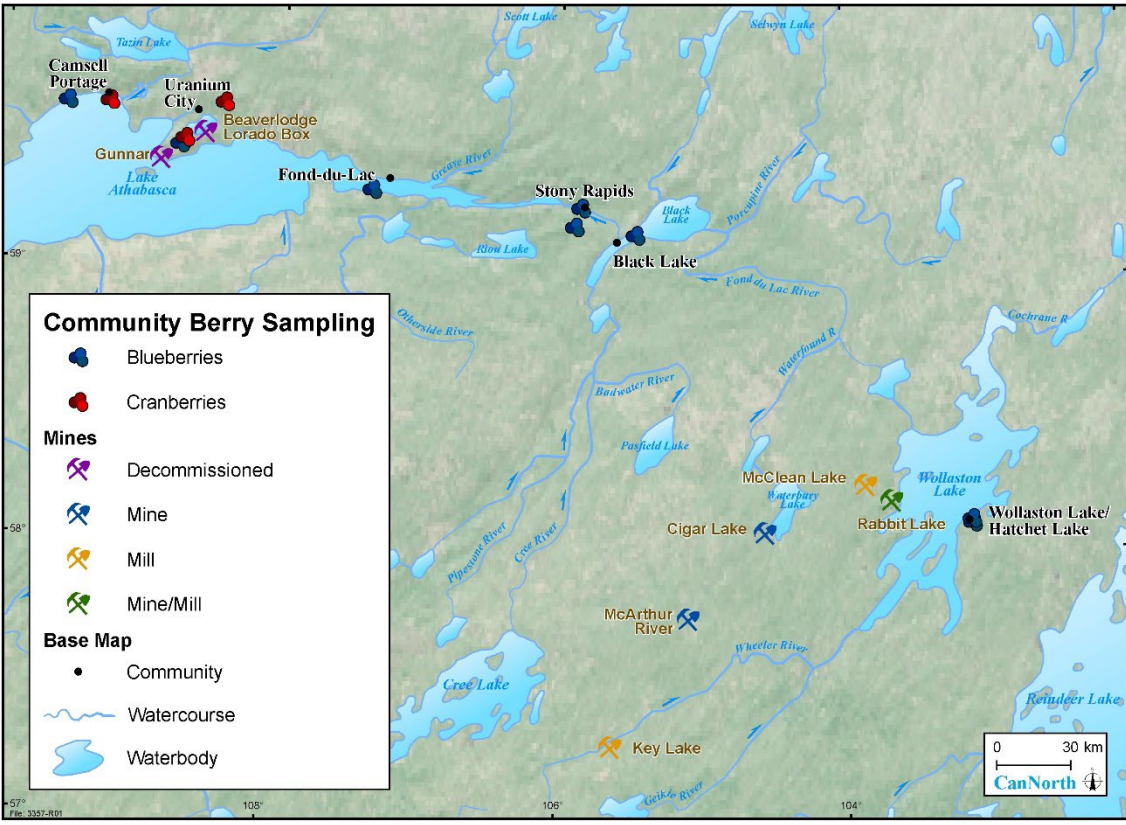 Scott Lake
Selwyn Lake
Tazin Lake
Camsell
Portage
Uranium
City
Beaverlodge
Lorado Box
Gunnar
Lake
Athabasca
Fond-du-Lac
Grease River
Stony Rapids
Black
Lake
Porcupine River
Riou Lake
Black Lake
59°
Fond du Lac River
Otherside River
Cochrane R
Waterfound R
Badwater River
Pasfield Lake
McClean Lake
Waterbury
Lake
Wollaston
Lake
Rabbit Lake
Wollaston Lake/
Hatchet Lake
58°
Cigar Lake
Pipestone River
Cree River
McArthur
River
Wheeler River
Cree Lake
Reindeer Lake
Key Lake
Geikie River
Community Berry Sampling
Blueberries
Cranberries
Mines
Decommissioned
Mine
Mill
Mine/Mill
Base Map
Community
Watercourse
Waterbody
0 30 km
CanNorth
57°
108°
106°
104°
File: 3357-R01